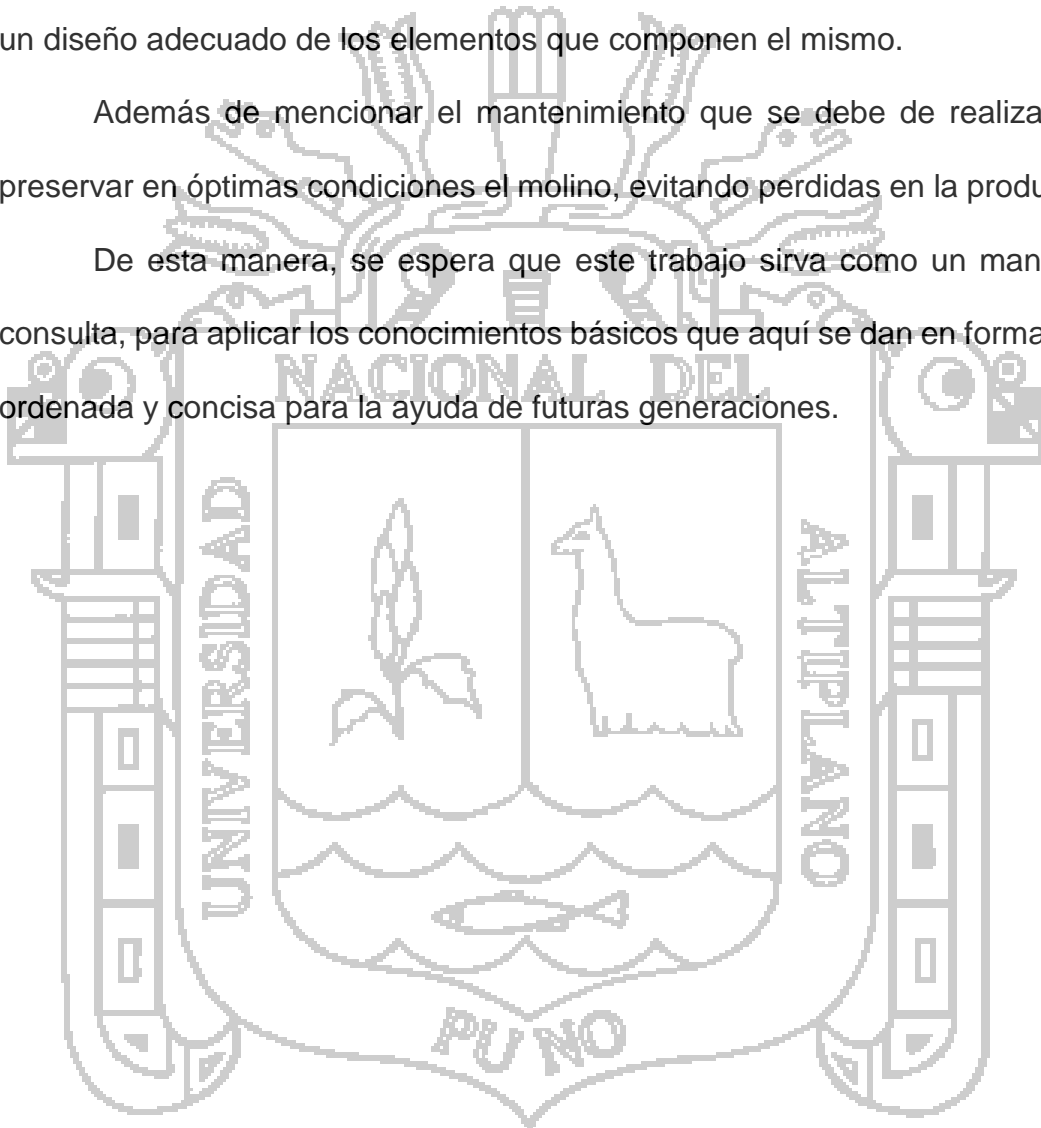 un diseño adecuado de los elementos que componen el mismo.
Además de mencionar el mantenimiento que se debe de realiza
preservar en óptimas condiciones el molino, evitando perdidas en la produ
De esta manera, se espera que este trabajo sirva como un man
consulta, para aplicar los conocimientos básicos que aquí se dan en forma
ordenada y concisa para la ayuda de futuras generaciones.
UNIVERSIDAD
NACIONAL DEL
ALTIPLANO
PUNO